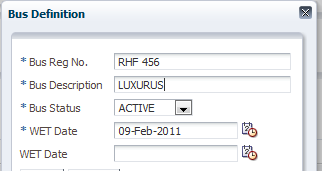 Bus Definition
* Bus Reg No. RHF 456
* Bus Description LUXURUS
* Bus Status ACTIVE
* WET Date 09-Feb-2011
WET Date